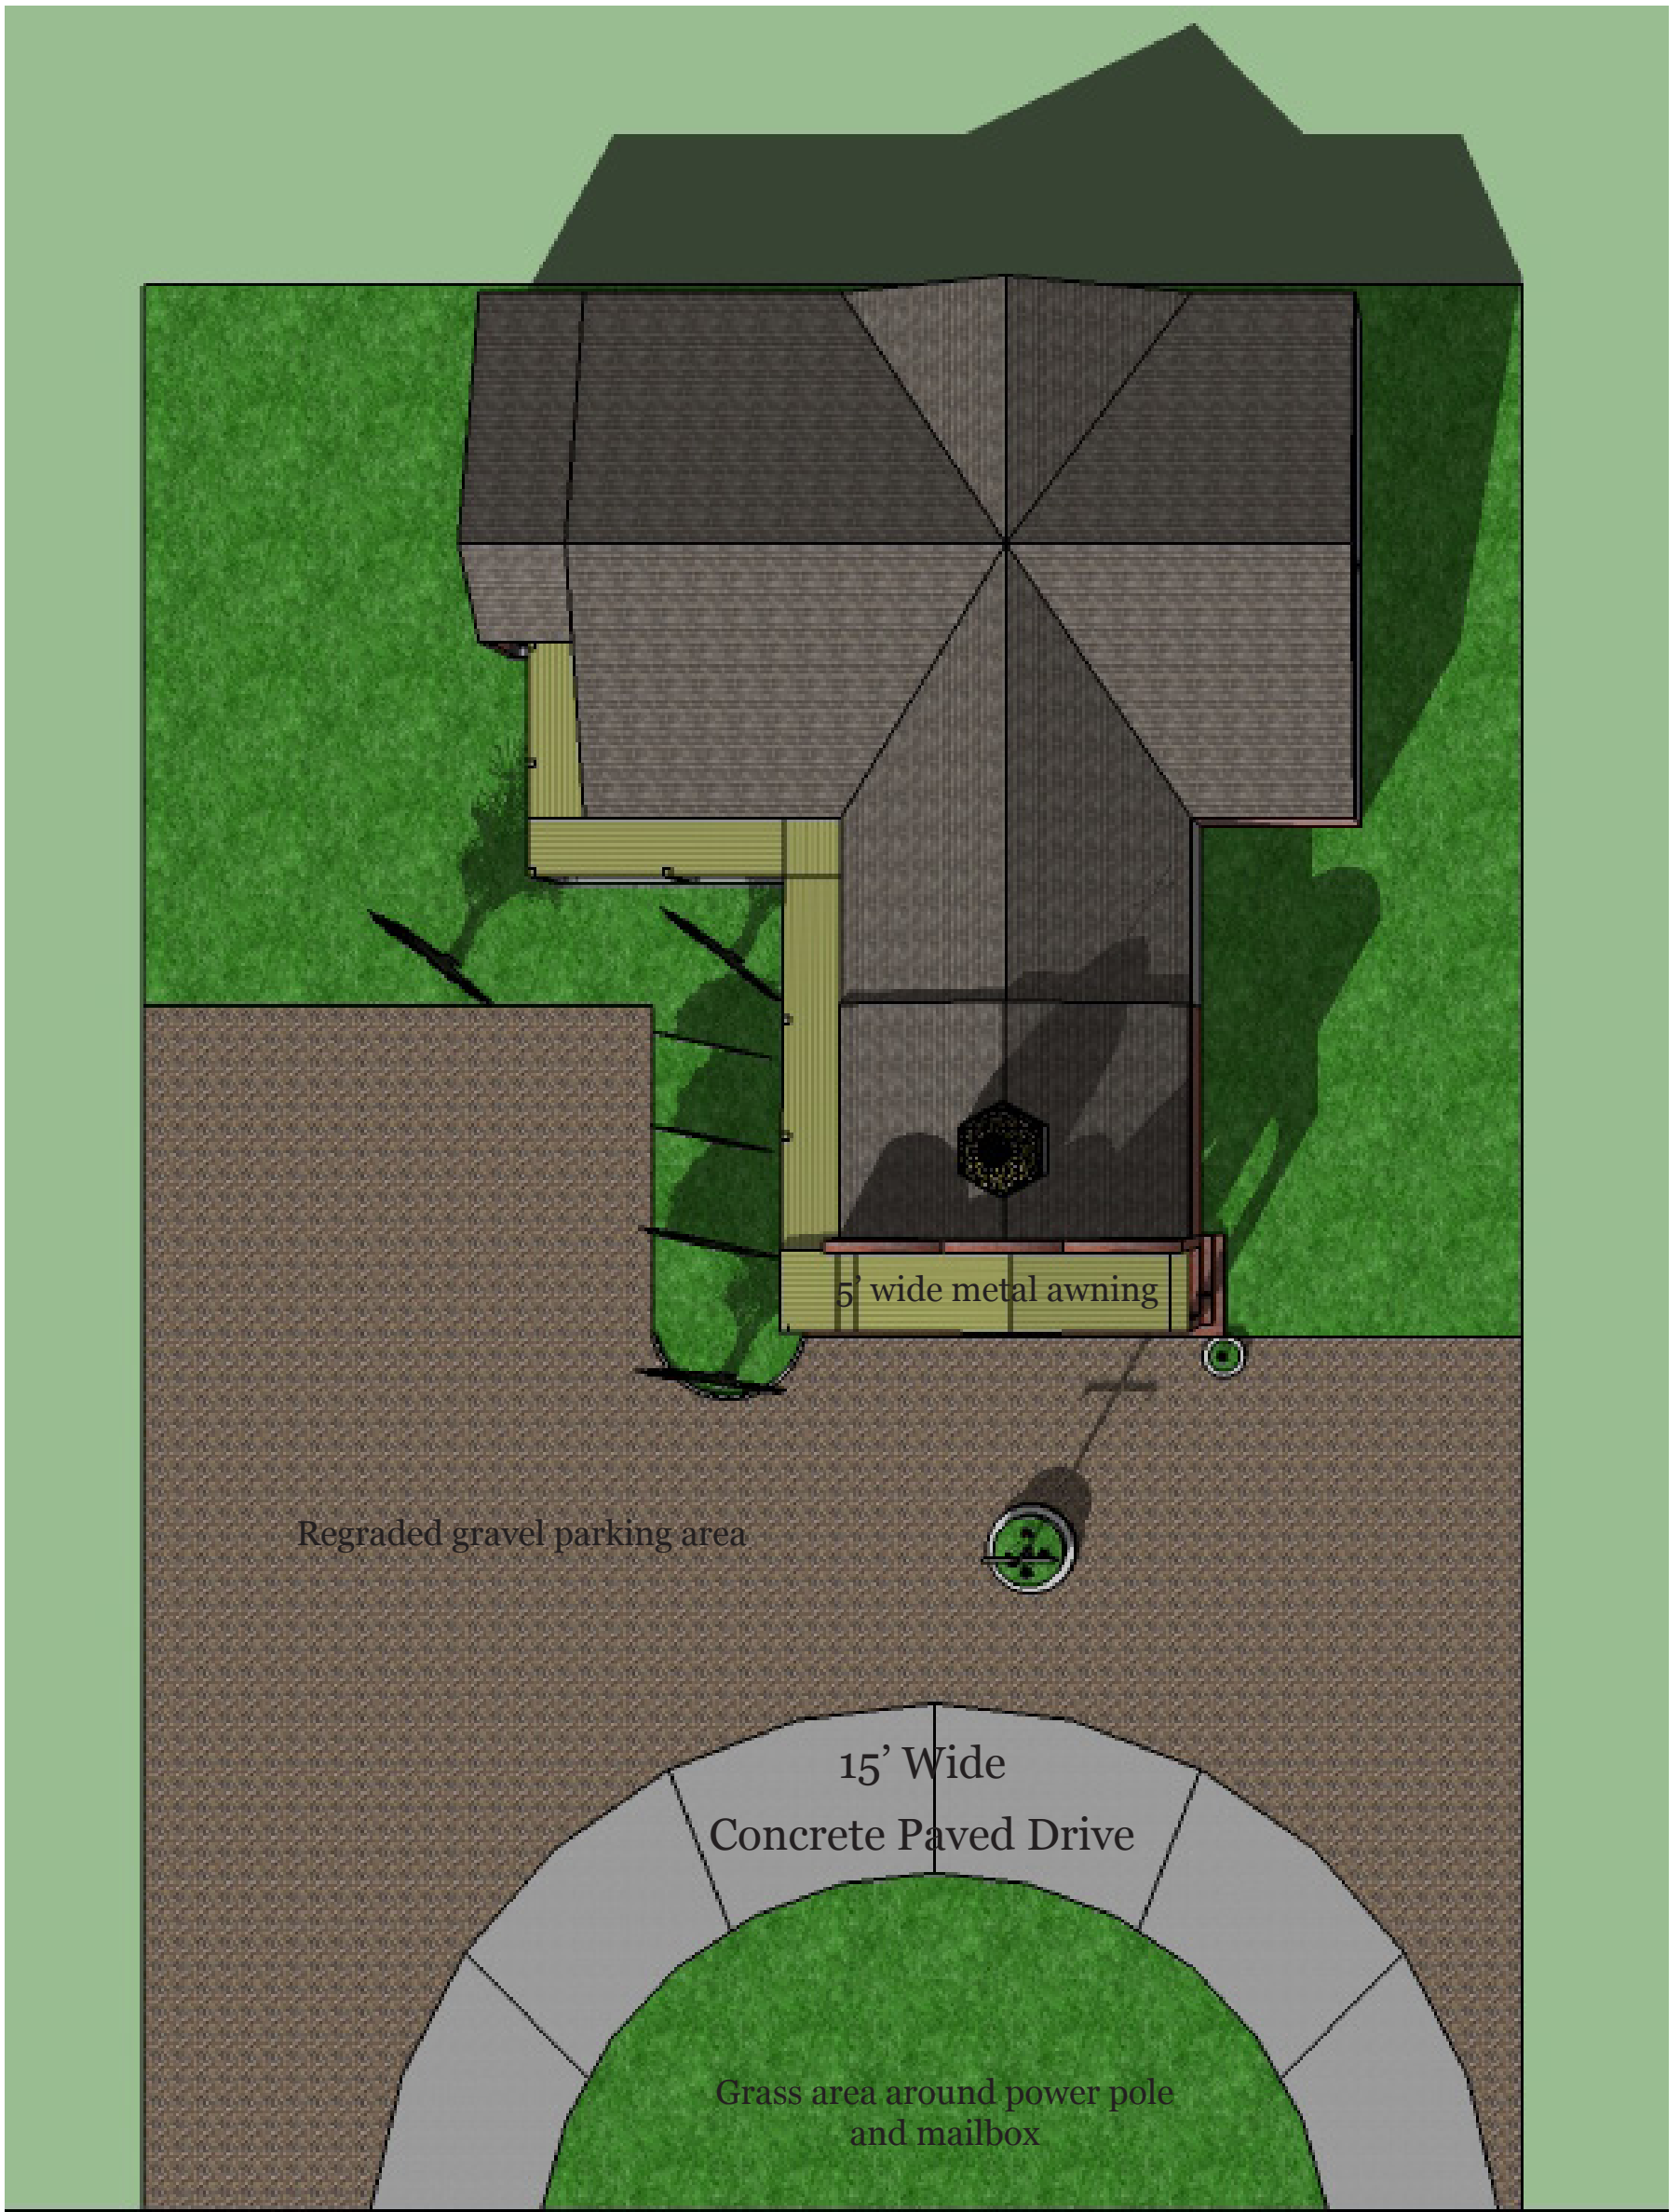 5’ wide metal awning
Regraded gravel parking area
15’ Wide
Concrete Paved Drive
Grass area around power pole
and mailbox